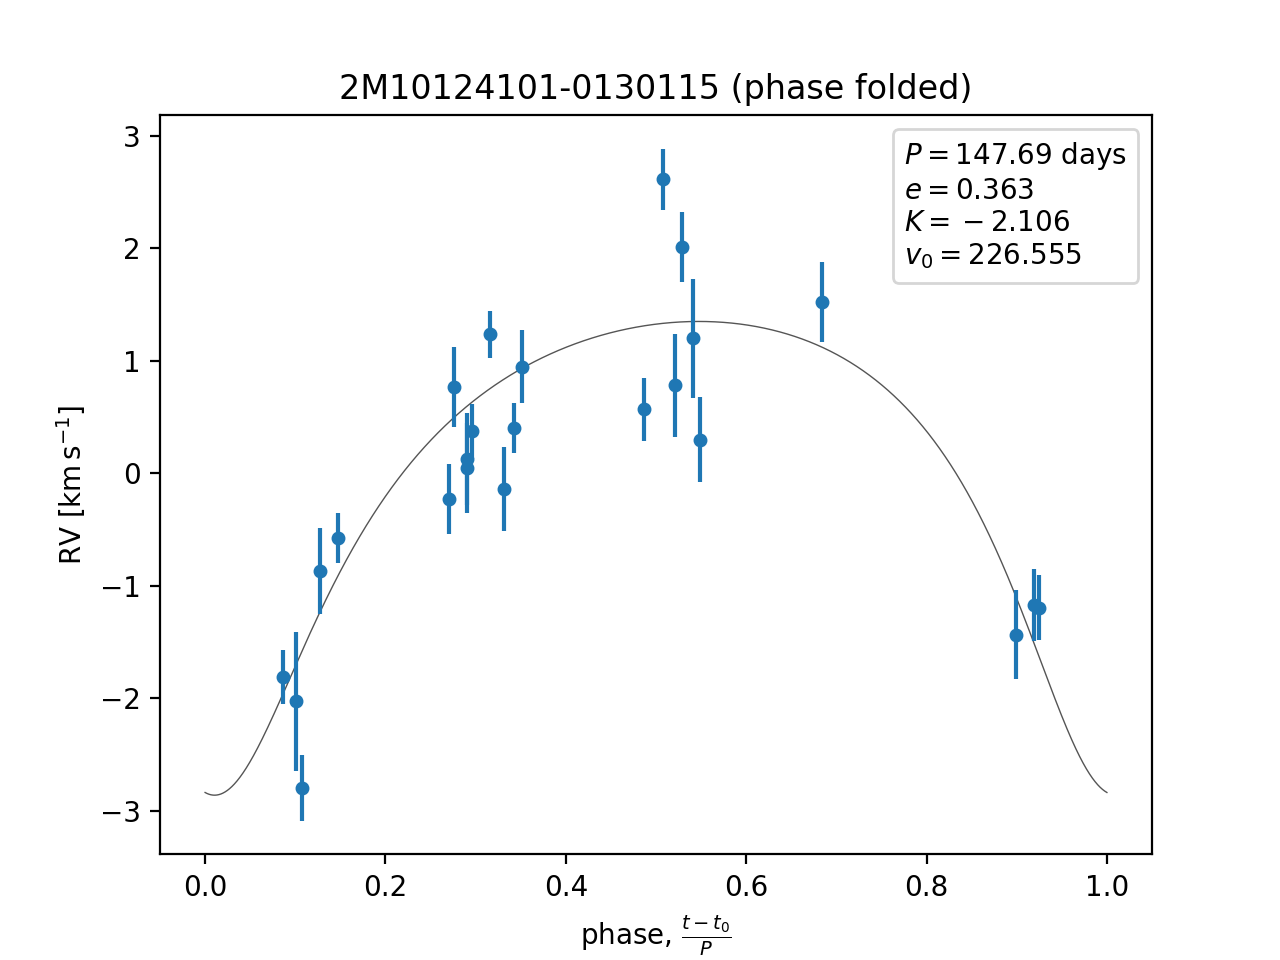 2M10124101-0130115 (phase folded)
P = 147.69 days
e = 0.363
K = −2.106
v₀ = 226.555
3
2
1
0
−1
−2
−3
RV [km s⁻¹]
0.0 0.2 0.4 0.6 0.8 1.0
phase, (t − t₀)/P